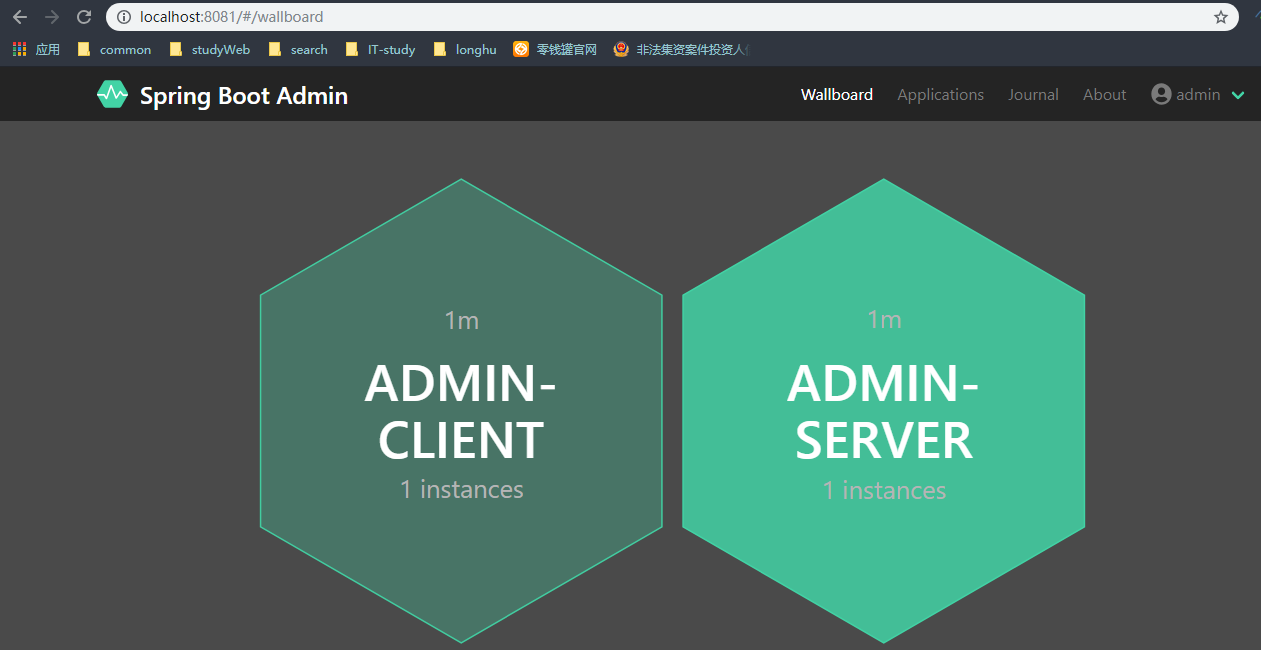 localhost:8081/#/wallboard
应用 common studyWeb search IT-study longhu 零钱罐官网 非法集资案件投资人
Spring Boot Admin Wallboard Applications Journal About admin
1m
ADMIN-
CLIENT
1 instances
1m
ADMIN-
SERVER
1 instances